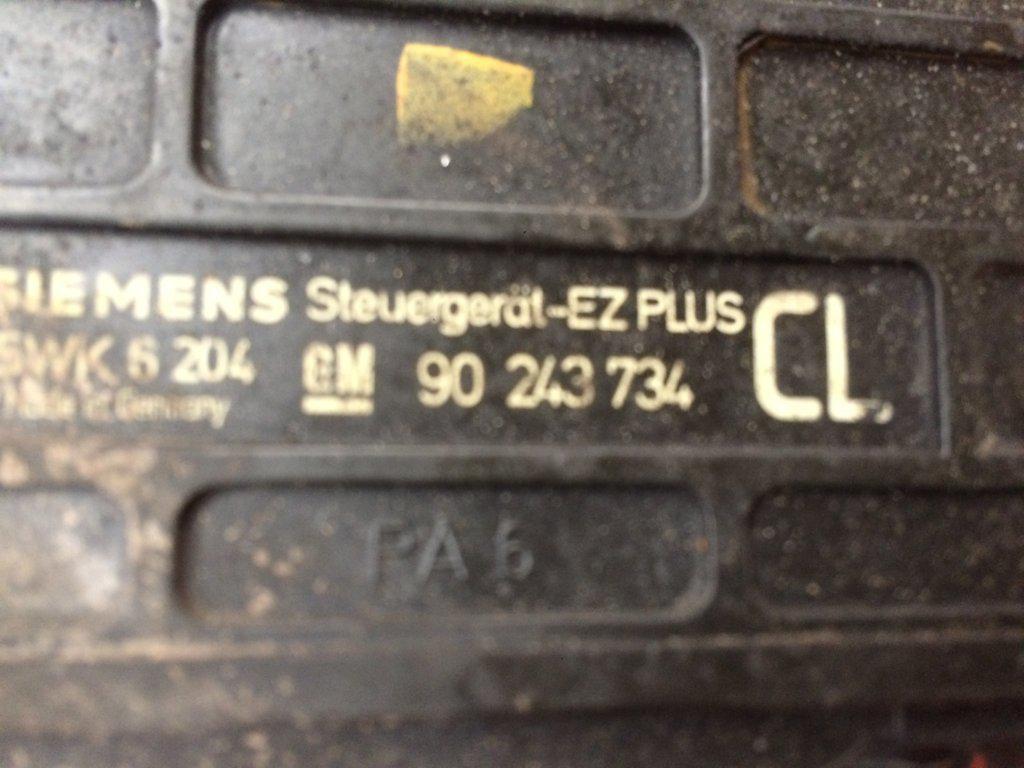 SIEMENS Steuergerät-EZ PLUS CL
5WK 6 204 GM 90 243 734
Made in Germany
PA 6